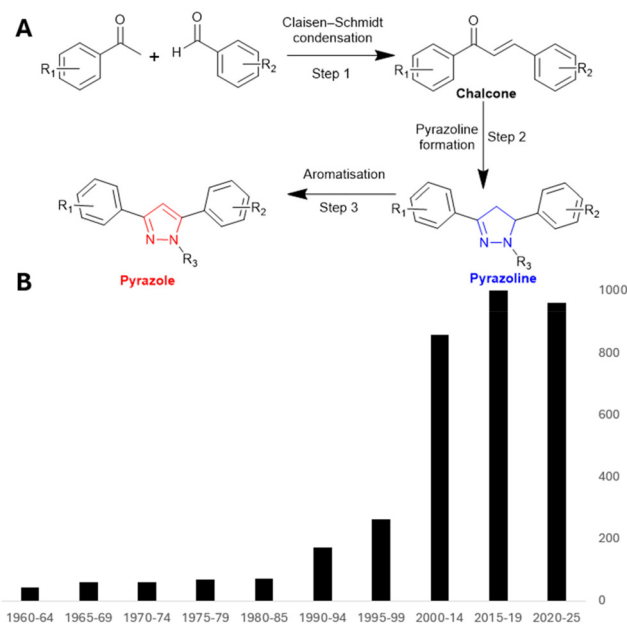 A
O
R1
+
O
H
R2
Claisen–Schmidt
condensation
Step 1
O
R1
R2
Chalcone
Pyrazoline
formation
Step 2
Aromatisation
Step 3
R1
N
N
R2
R3
Pyrazole
R1
N
N
R2
R3
Pyrazoline
B
1000
800
600
400
200
0
1960-64 1965-69 1970-74 1975-79 1980-85 1990-94 1995-99 2000-14 2015-19 2020-25